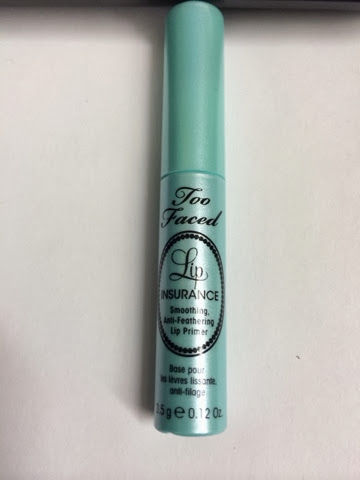 Too
Faced
Lip
INSURANCE
Smoothing,
Anti-Feathering
Lip Primer
Base pour
les lèvres lissante,
anti-filage
3.5 g e 0.12 Oz.